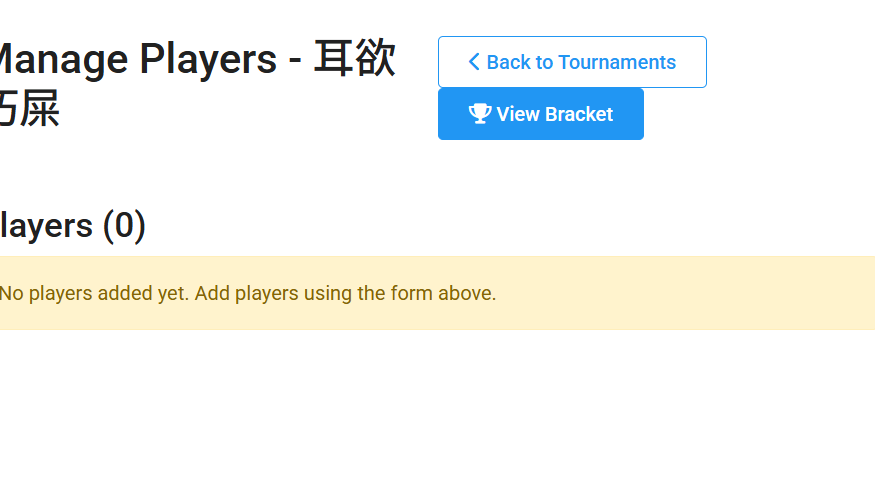 Manage Players - 耳欲
巧屎
Back to Tournaments
View Bracket
layers (0)
No players added yet. Add players using the form above.